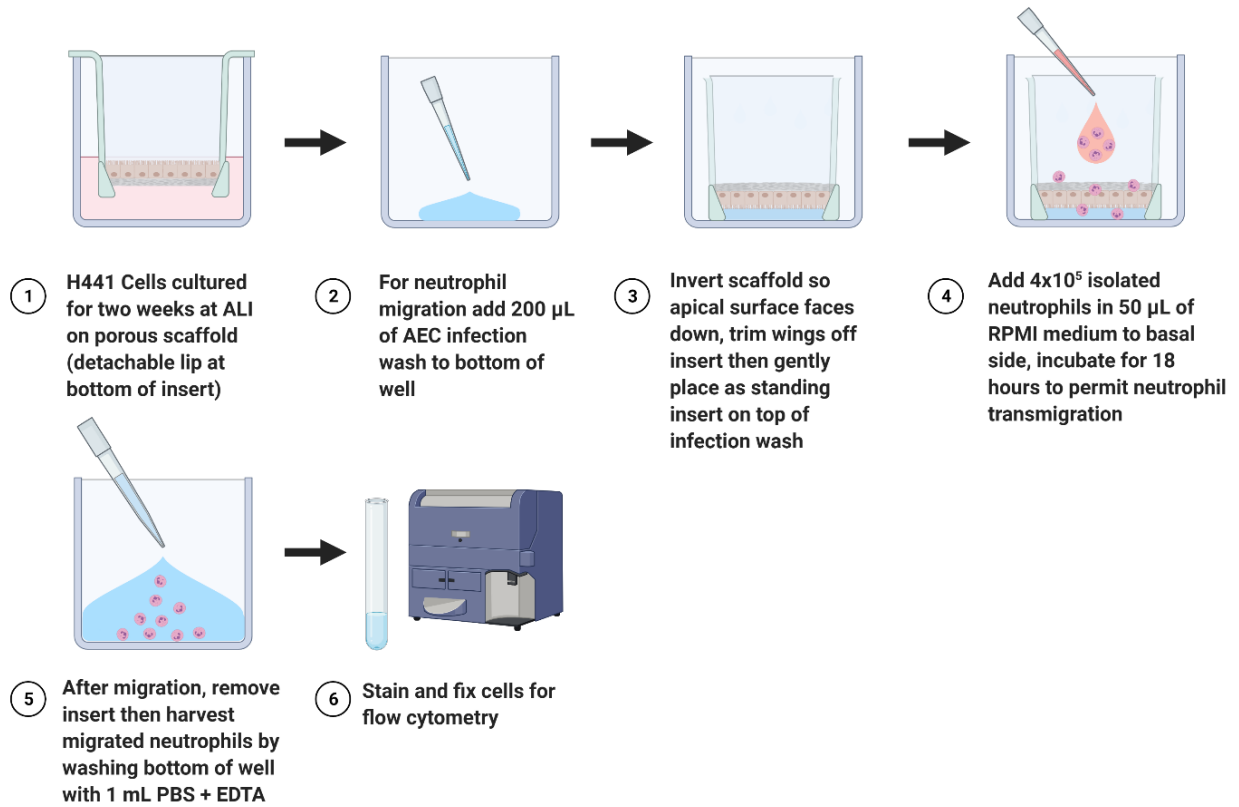 1
H441 Cells cultured
for two weeks at ALI
on porous scaffold
(detachable lip at
bottom of insert)
2
For neutrophil
migration add 200 µL
of AEC infection
wash to bottom of
well
3
Invert scaffold so
apical surface faces
down, trim wings off
insert then gently
place as standing
insert on top of
infection wash
4
Add 4x10⁵ isolated
neutrophils in 50 µL of
RPMI medium to basal
side, incubate for 18
hours to permit neutrophil
transmigration
5
After migration, remove
insert then harvest
migrated neutrophils by
washing bottom of well
with 1 mL PBS + EDTA
6
Stain and fix cells for
flow cytometry